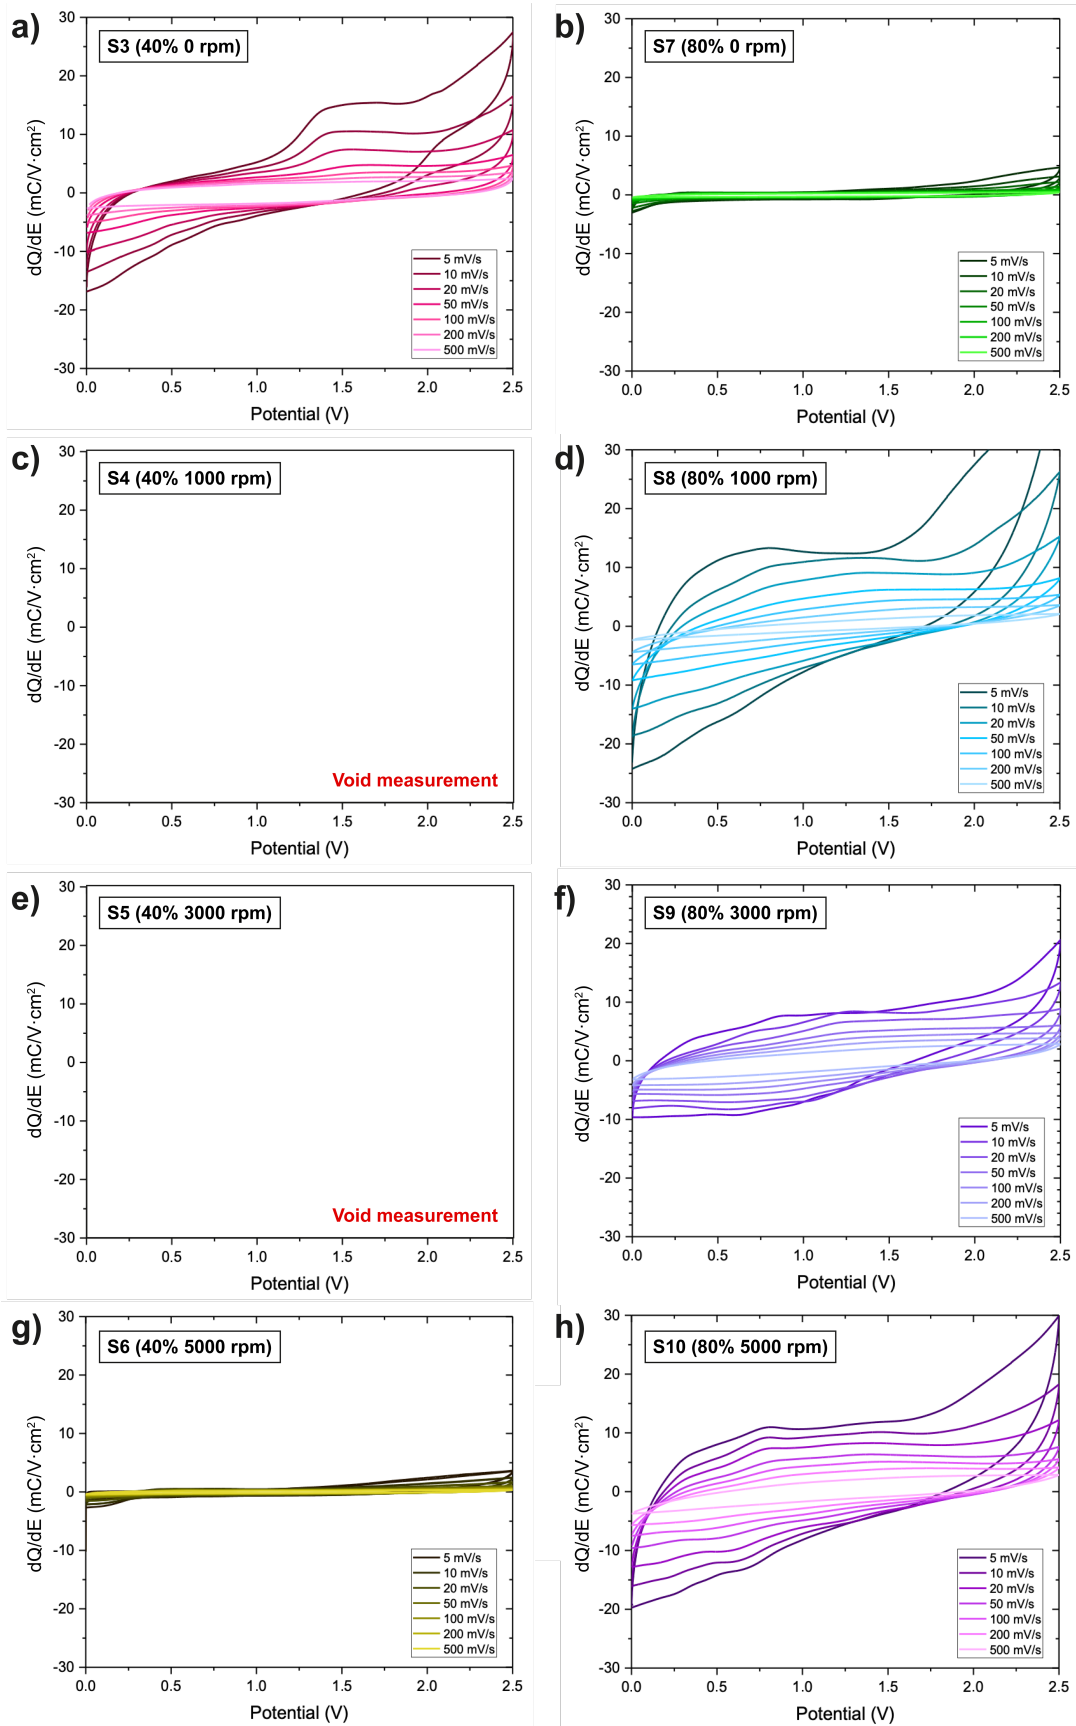 a)
S3 (40% 0 rpm)
dQ/dE (mC/V·cm²)
30
20
10
0
-10
-20
-30
5 mV/s
10 mV/s
20 mV/s
50 mV/s
100 mV/s
200 mV/s
500 mV/s
0.0 0.5 1.0 1.5 2.0 2.5
Potential (V)
b)
S7 (80% 0 rpm)
dQ/dE (mC/V·cm²)
30
20
10
0
-10
-20
-30
5 mV/s
10 mV/s
20 mV/s
50 mV/s
100 mV/s
200 mV/s
500 mV/s
0.0 0.5 1.0 1.5 2.0 2.5
Potential (V)
c)
S4 (40% 1000 rpm)
dQ/dE (mC/V·cm²)
30
20
10
0
-10
-20
-30
Void measurement
0.0 0.5 1.0 1.5 2.0 2.5
Potential (V)
d)
S8 (80% 1000 rpm)
dQ/dE (mC/V·cm²)
30
20
10
0
-10
-20
-30
5 mV/s
10 mV/s
20 mV/s
50 mV/s
100 mV/s
200 mV/s
500 mV/s
0.0 0.5 1.0 1.5 2.0 2.5
Potential (V)
e)
S5 (40% 3000 rpm)
dQ/dE (mC/V·cm²)
30
20
10
0
-10
-20
-30
Void measurement
0.0 0.5 1.0 1.5 2.0 2.5
Potential (V)
f)
S9 (80% 3000 rpm)
dQ/dE (mC/V·cm²)
30
20
10
0
-10
-20
-30
5 mV/s
10 mV/s
20 mV/s
50 mV/s
100 mV/s
200 mV/s
500 mV/s
0.0 0.5 1.0 1.5 2.0 2.5
Potential (V)
g)
S6 (40% 5000 rpm)
dQ/dE (mC/V·cm²)
30
20
10
0
-10
-20
-30
5 mV/s
10 mV/s
20 mV/s
50 mV/s
100 mV/s
200 mV/s
500 mV/s
0.0 0.5 1.0 1.5 2.0 2.5
Potential (V)
h)
S10 (80% 5000 rpm)
dQ/dE (mC/V·cm²)
30
20
10
0
-10
-20
-30
5 mV/s
10 mV/s
20 mV/s
50 mV/s
100 mV/s
200 mV/s
500 mV/s
0.0 0.5 1.0 1.5 2.0 2.5
Potential (V)